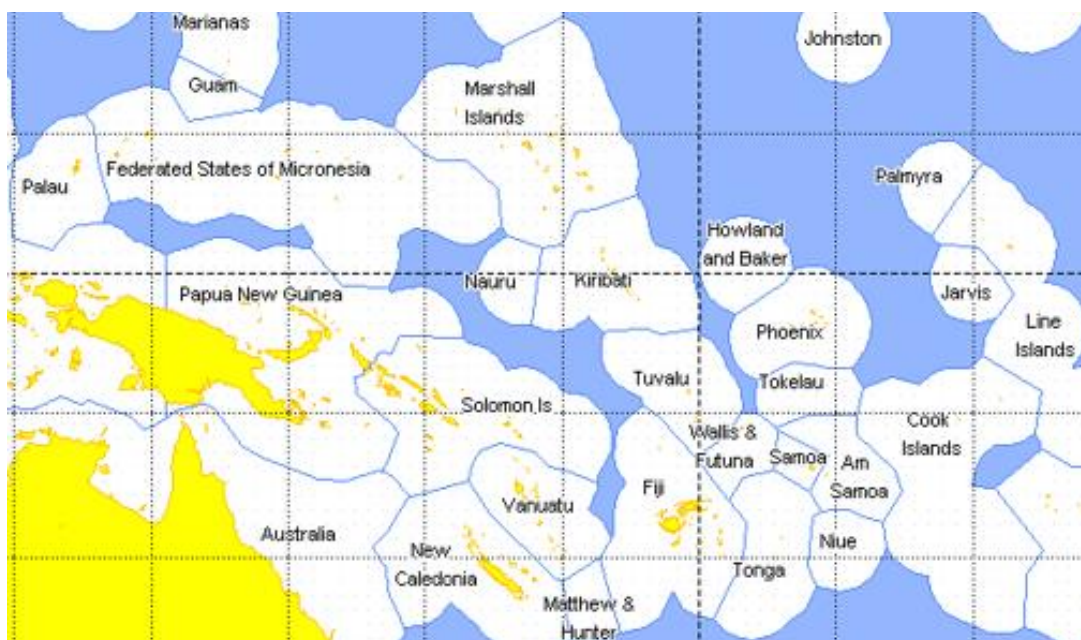 Marianas
Johnston
Guam
Marshall
Islands
Federated States of Micronesia
Palau
Palmyra
Howland
and Baker
Nauru
Kiribati
Jarvis
Papua New Guinea
Phoenix
Line
Islands
Tuvalu
Tokelau
Solomon Is
Cook
Islands
Wallis &
Futuna
Samoa
Am
Samoa
Fiji
Vanuatu
Australia
New
Caledonia
Niue
Tonga
Matthew &
Hunter